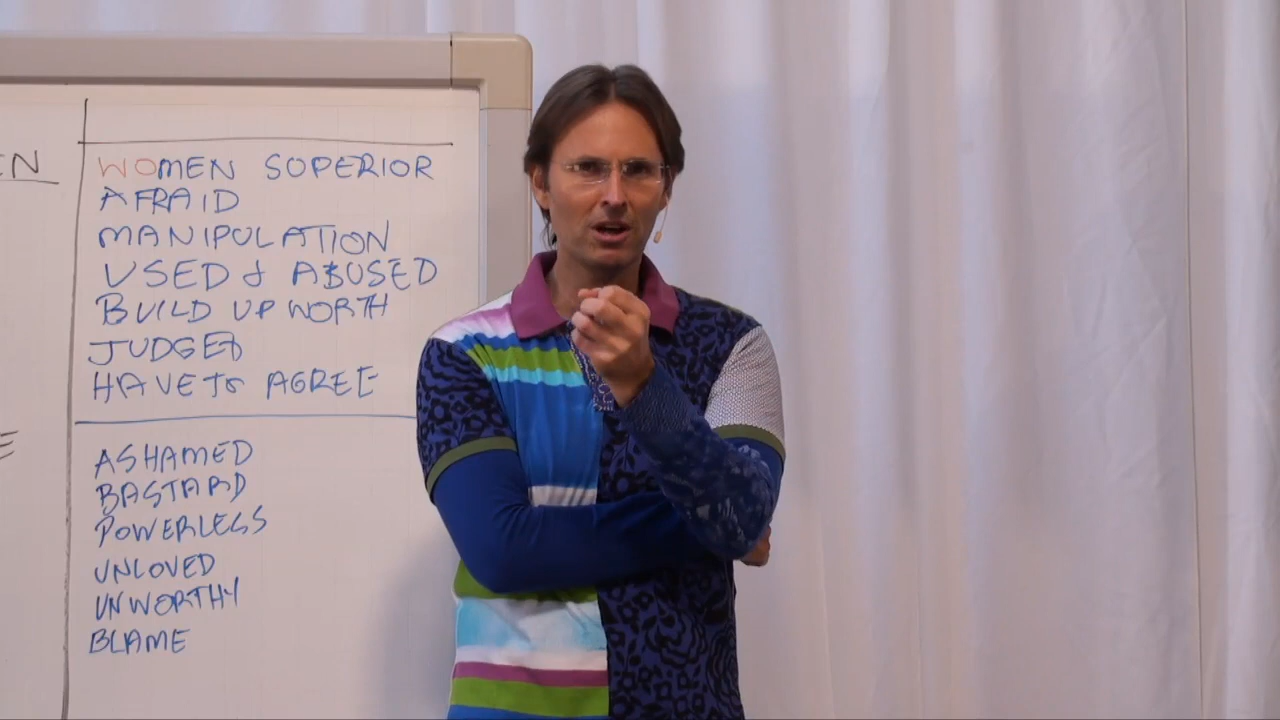 EN
WOMEN SUPERIOR
AFRAID
MANIPULATION
USED & ABUSED
BUILD UP WORTH
JUDGED
HAVE TO AGREE
ASHAMED
BASTARD
POWERLESS
UNLOVED
UNWORTHY
BLAME